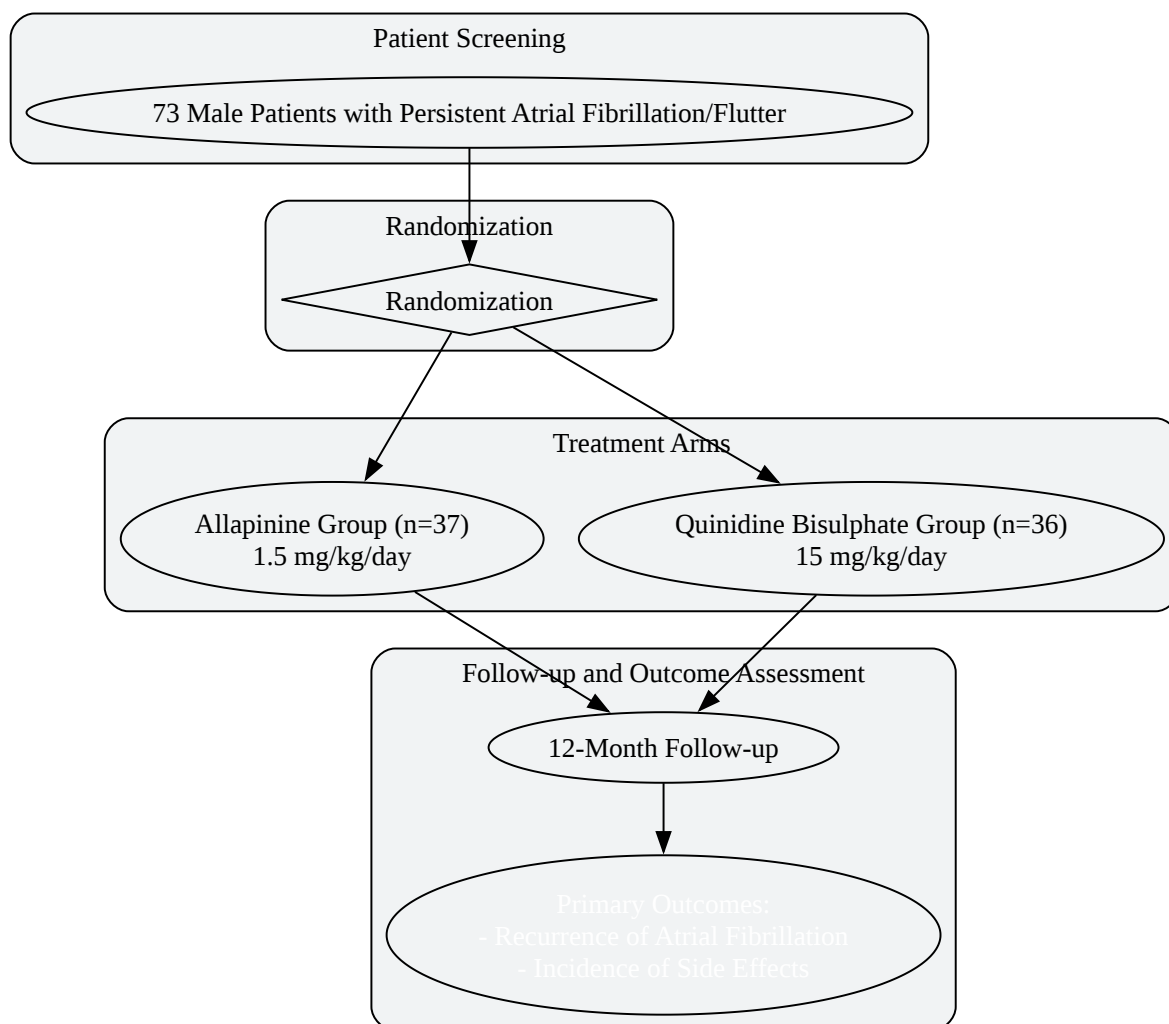 Patient Screening
73 Male Patients with Persistent Atrial Fibrillation/Flutter
Randomization
Randomization
Treatment Arms
Allapinine Group (n=37)
1.5 mg/kg/day
Quinidine Bisulphate Group (n=36)
15 mg/kg/day
Follow-up and Outcome Assessment
12-Month Follow-up
Primary Outcomes:
- Recurrence of Atrial Fibrillation
- Incidence of Side Effects